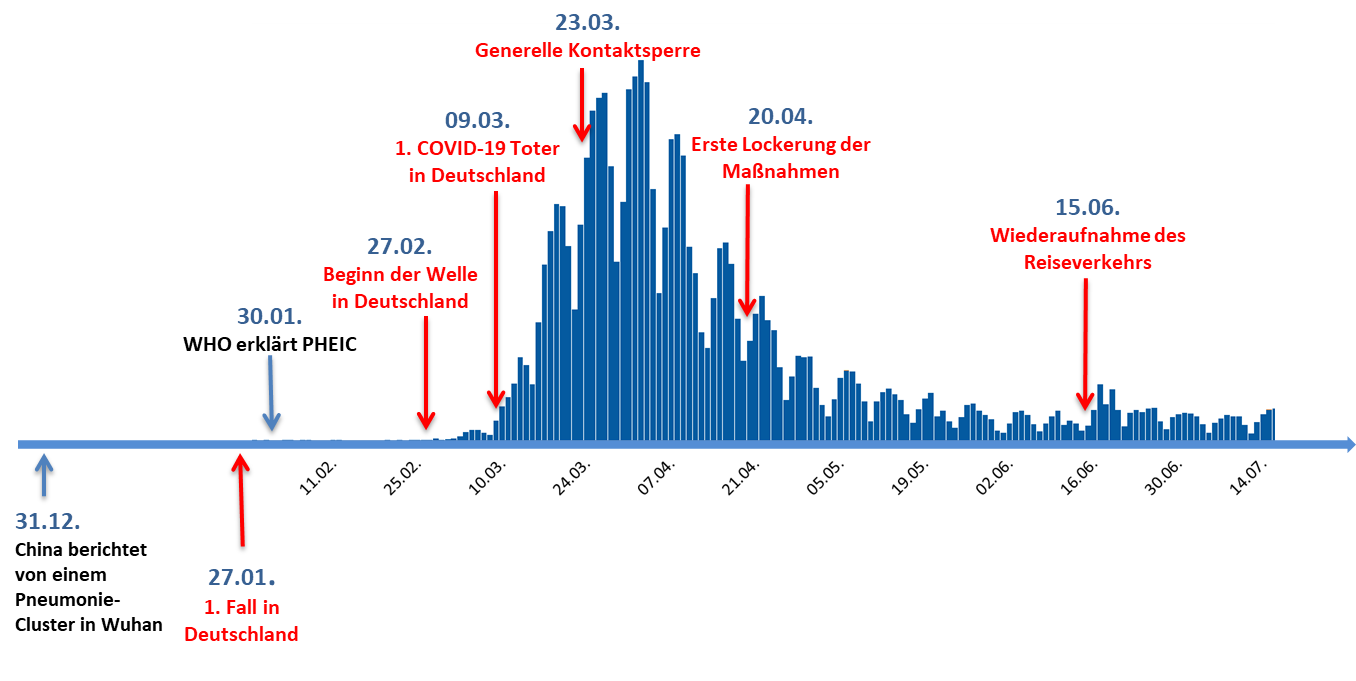 23.03.
Generelle Kontaktsperre
09.03.
1. COVID-19 Toter
in Deutschland
20.04.
Erste Lockerung der
Maßnahmen
27.02.
Beginn der Welle
in Deutschland
15.06.
Wiederaufnahme des
Reiseverkehrs
30.01.
WHO erklärt PHEIC
11.02.
25.02.
10.03.
24.03.
07.04.
21.04.
05.05.
19.05.
02.06.
16.06.
30.06.
14.07.
31.12.
China berichtet
von einem
Pneumonie-
Cluster in Wuhan
27.01.
1. Fall in
Deutschland